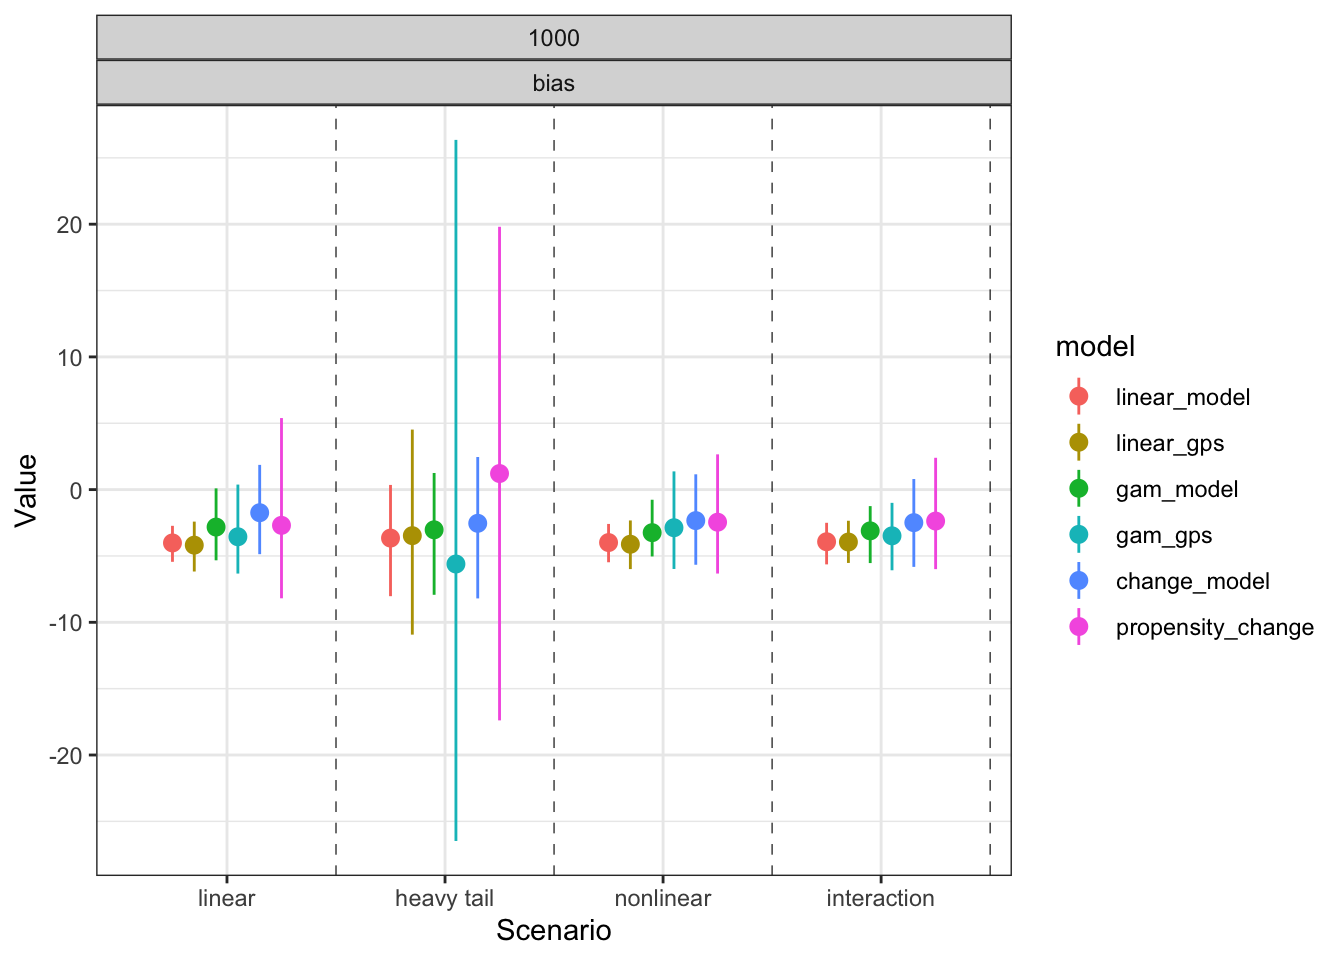 1000
bias
20
10
0
-10
-20
Value
linear
heavy tail
nonlinear
interaction
Scenario
model
linear_model
linear_gps
gam_model
gam_gps
change_model
propensity_change